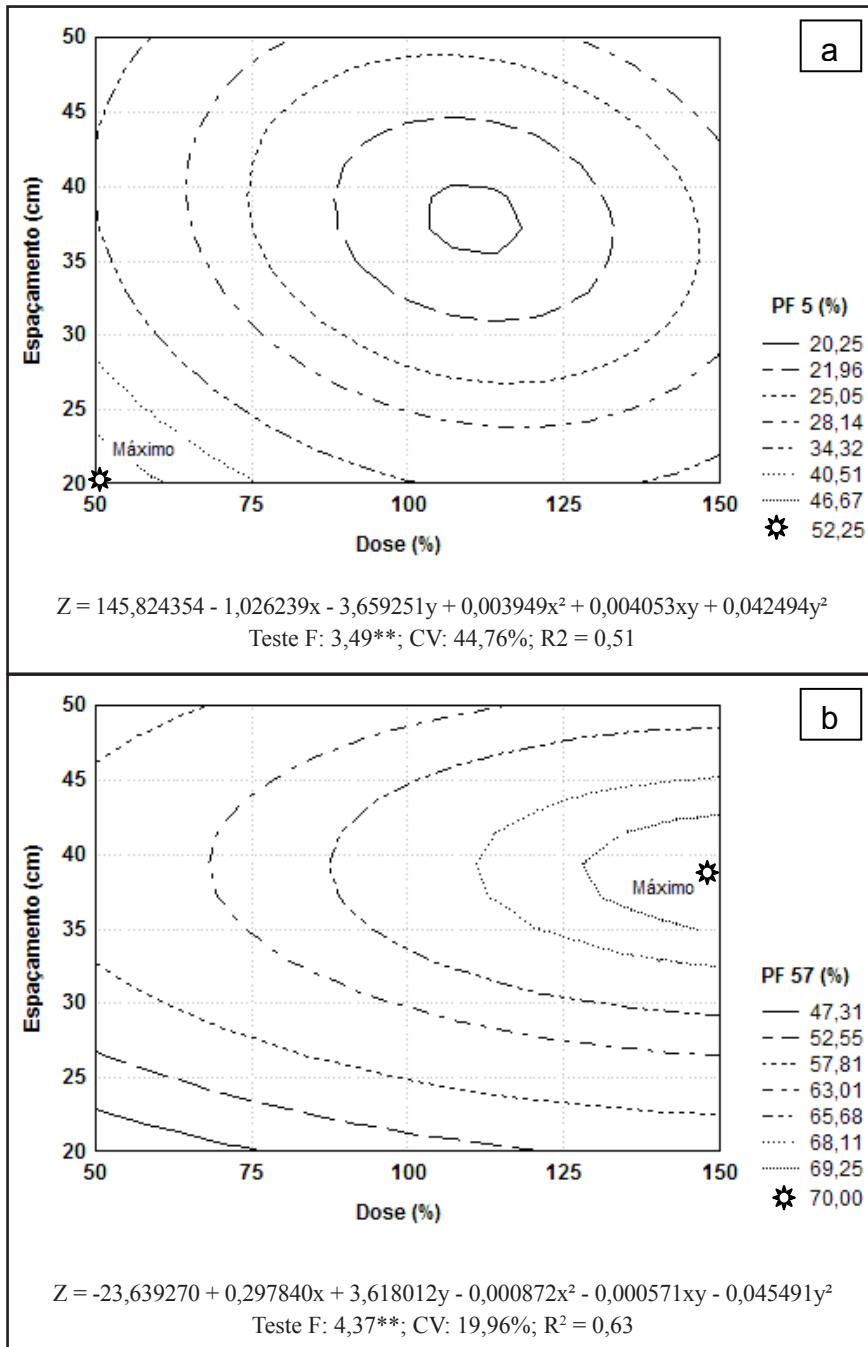 a
50
45
40
35
30
25
20
Espaçamento (cm)
Máximo
50
75
100
125
150
Dose (%)
PF 5 (%)
20,25
21,96
25,05
28,14
34,32
40,51
46,67
52,25
Z = 145,824354 - 1,026239x - 3,659251y + 0,003949x² + 0,004053xy + 0,042494y²
Teste F: 3,49**; CV: 44,76%; R2 = 0,51
b
50
45
40
35
30
25
20
Espaçamento (cm)
Máximo
50
75
100
125
150
Dose (%)
PF 57 (%)
47,31
52,55
57,81
63,01
65,68
68,11
69,25
70,00
Z = -23,639270 + 0,297840x + 3,618012y - 0,000872x² - 0,000571xy - 0,045491y²
Teste F: 4,37**; CV: 19,96%; R² = 0,63